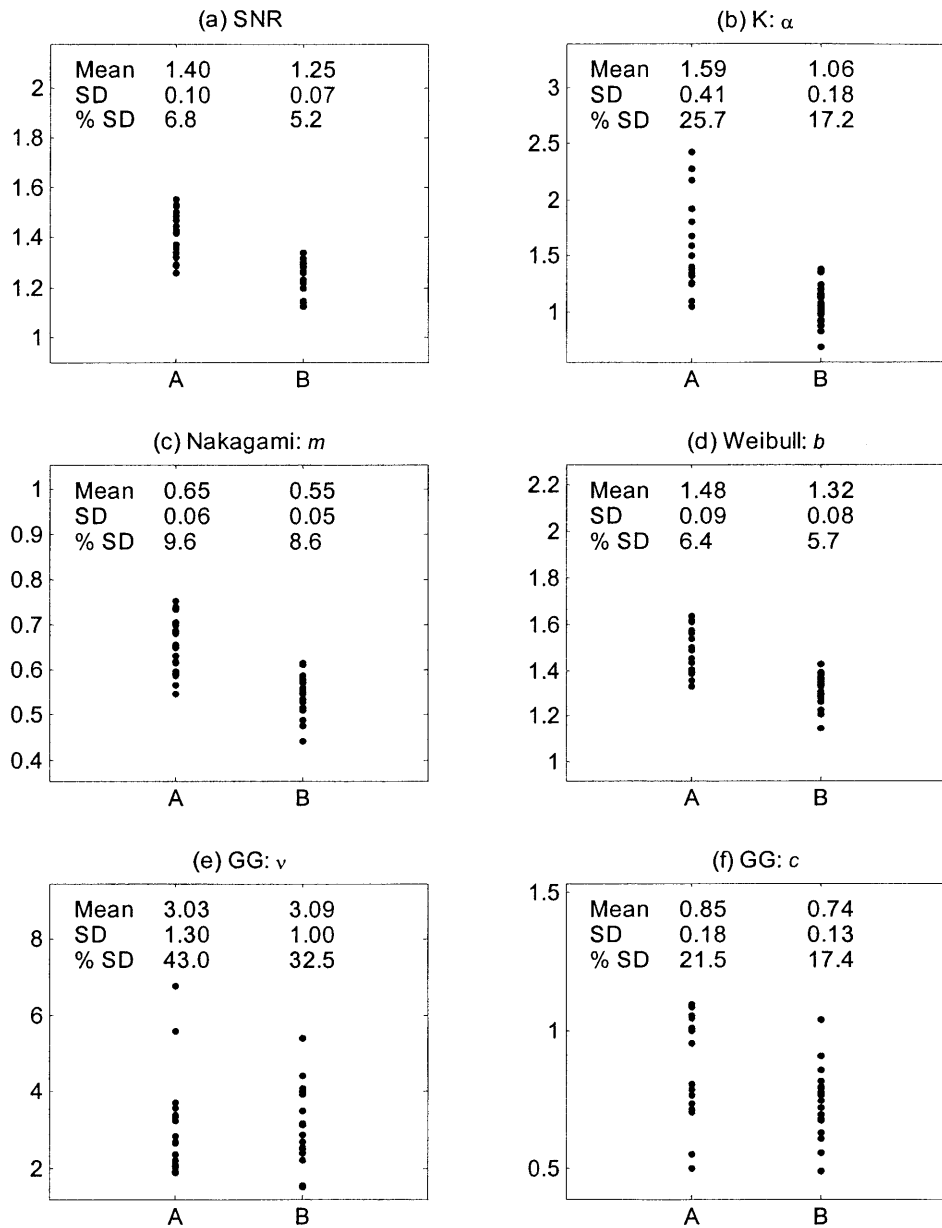 (a) SNR
Mean 1.40 1.25
SD 0.10 0.07
% SD 6.8 5.2
2
1.8
1.6
1.4
1.2
1
A B
(b) K: α
Mean 1.59 1.06
SD 0.41 0.18
% SD 25.7 17.2
3
2.5
2
1.5
1
A B
(c) Nakagami: m
Mean 0.65 0.55
SD 0.06 0.05
% SD 9.6 8.6
1
0.9
0.8
0.7
0.6
0.5
0.4
A B
(d) Weibull: b
Mean 1.48 1.32
SD 0.09 0.08
% SD 6.4 5.7
2.2
2
1.8
1.6
1.4
1.2
1
A B
(e) GG: ν
Mean 3.03 3.09
SD 1.30 1.00
% SD 43.0 32.5
8
6
4
2
A B
(f) GG: c
Mean 0.85 0.74
SD 0.18 0.13
% SD 21.5 17.4
1.5
1
0.5
A B